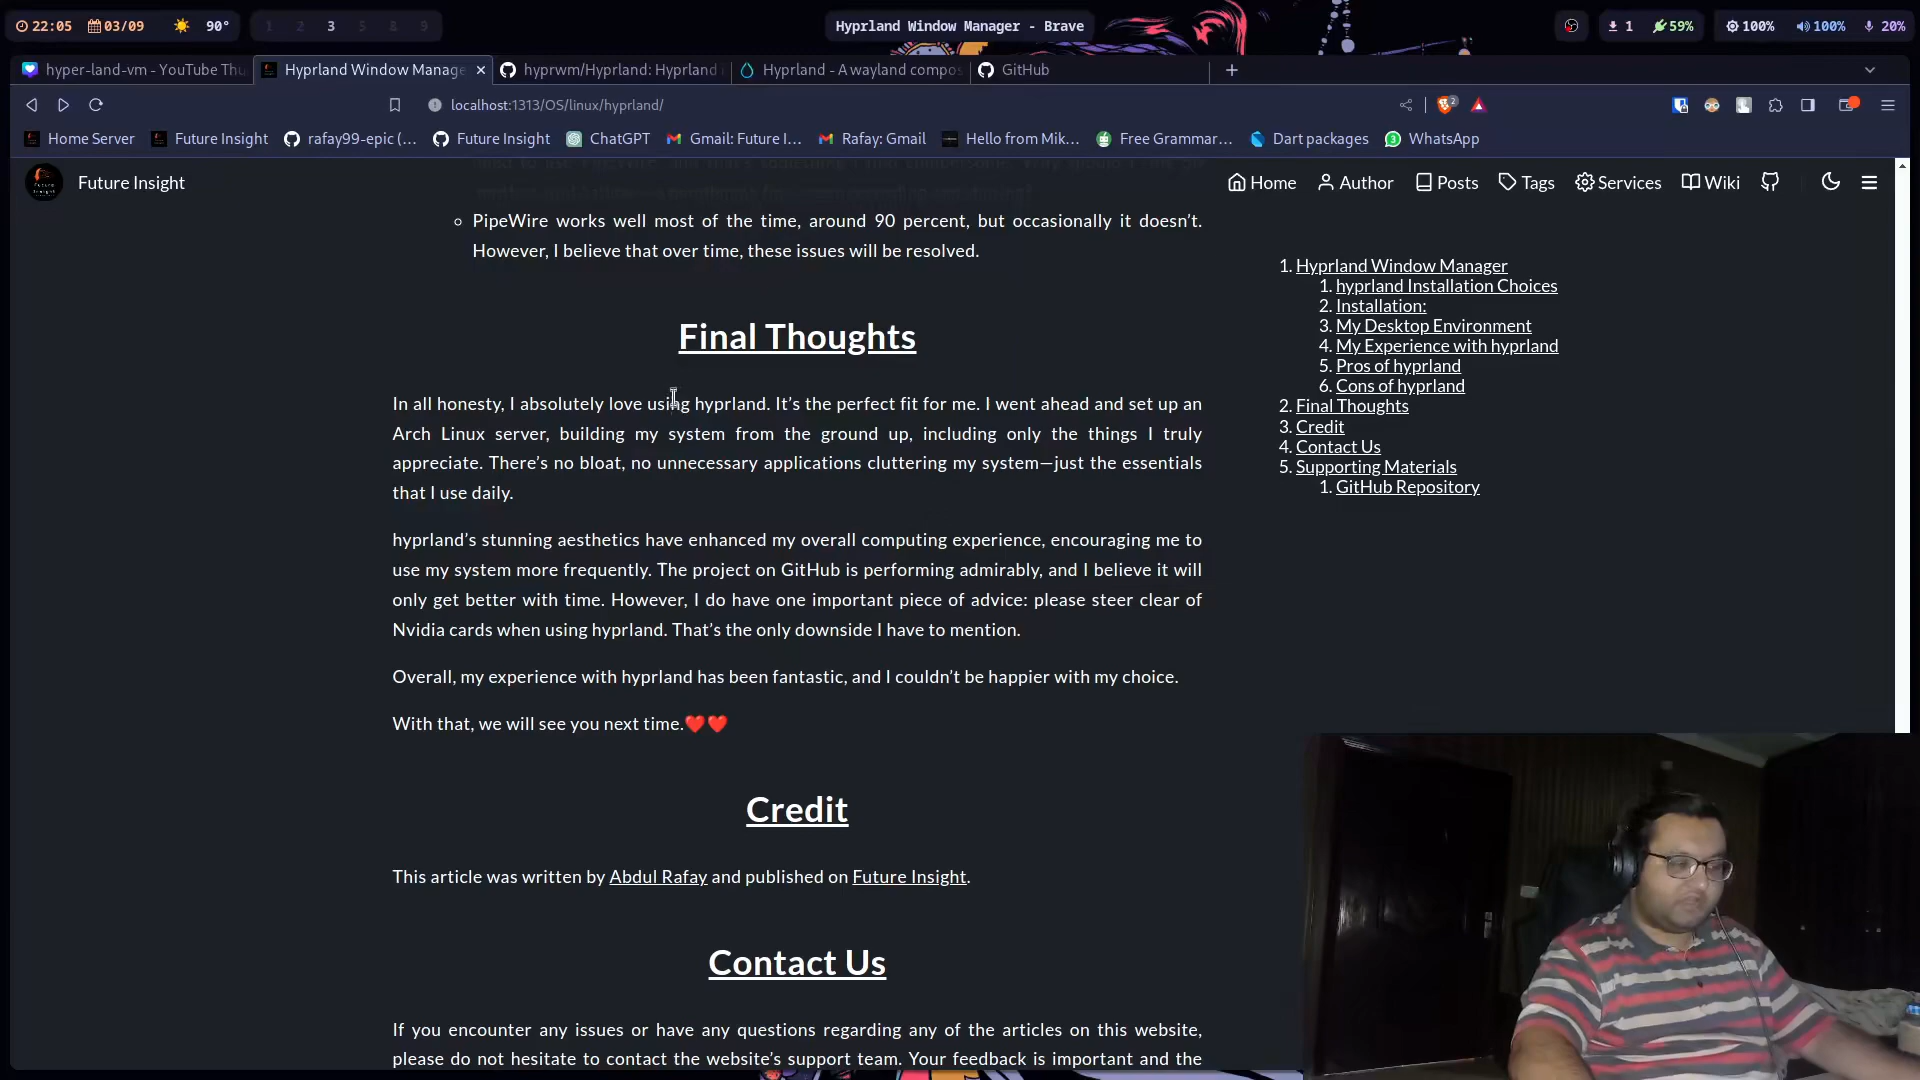 22:05 03/09 90° 1 2 3 5 8 9 Hyprland Window Manager - Brave 1 59% 100% 100% 20%
hyper-land-vm - YouTube Thu Hyprland Window Manage hyprwm/Hyprland: Hyprland Hyprland - A wayland compos GitHub
localhost:1313/OS/linux/hyprland/ 2
Home Server Future Insight rafay99-epic (... Future Insight ChatGPT Gmail: Future I... Rafay: Gmail Hello from Mik... Free Grammar... Dart packages WhatsApp
Future Insight Home Author Posts Tags Services Wiki
PipeWire works well most of the time, around 90 percent, but occasionally it doesn’t.
However, I believe that over time, these issues will be resolved.
Final Thoughts
In all honesty, I absolutely love using hyprland. It’s the perfect fit for me. I went ahead and set up an
Arch Linux server, building my system from the ground up, including only the things I truly
appreciate. There’s no bloat, no unnecessary applications cluttering my system—just the essentials
that I use daily.
hyprland’s stunning aesthetics have enhanced my overall computing experience, encouraging me to
use my system more frequently. The project on GitHub is performing admirably, and I believe it will
only get better with time. However, I do have one important piece of advice: please steer clear of
Nvidia cards when using hyprland. That’s the only downside I have to mention.
Overall, my experience with hyprland has been fantastic, and I couldn’t be happier with my choice.
With that, we will see you next time.❤️❤️
Credit
This article was written by Abdul Rafay and published on Future Insight.
Contact Us
If you encounter any issues or have any questions regarding any of the articles on this website,
please do not hesitate to contact the website’s support team. Your feedback is important and the
1. Hyprland Window Manager
1. hyprland Installation Choices
2. Installation:
3. My Desktop Environment
4. My Experience with hyprland
5. Pros of hyprland
6. Cons of hyprland
2. Final Thoughts
3. Credit
4. Contact Us
5. Supporting Materials
1. GitHub Repository